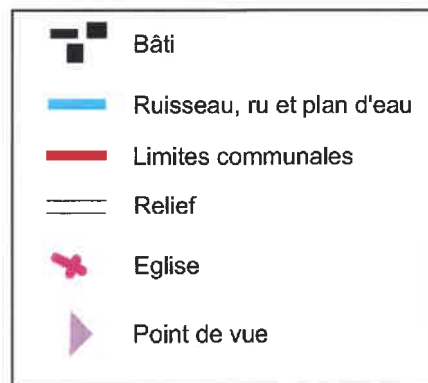 Bâti
Ruisseau, ru et plan d'eau
Limites communales
Relief
Eglise
Point de vue